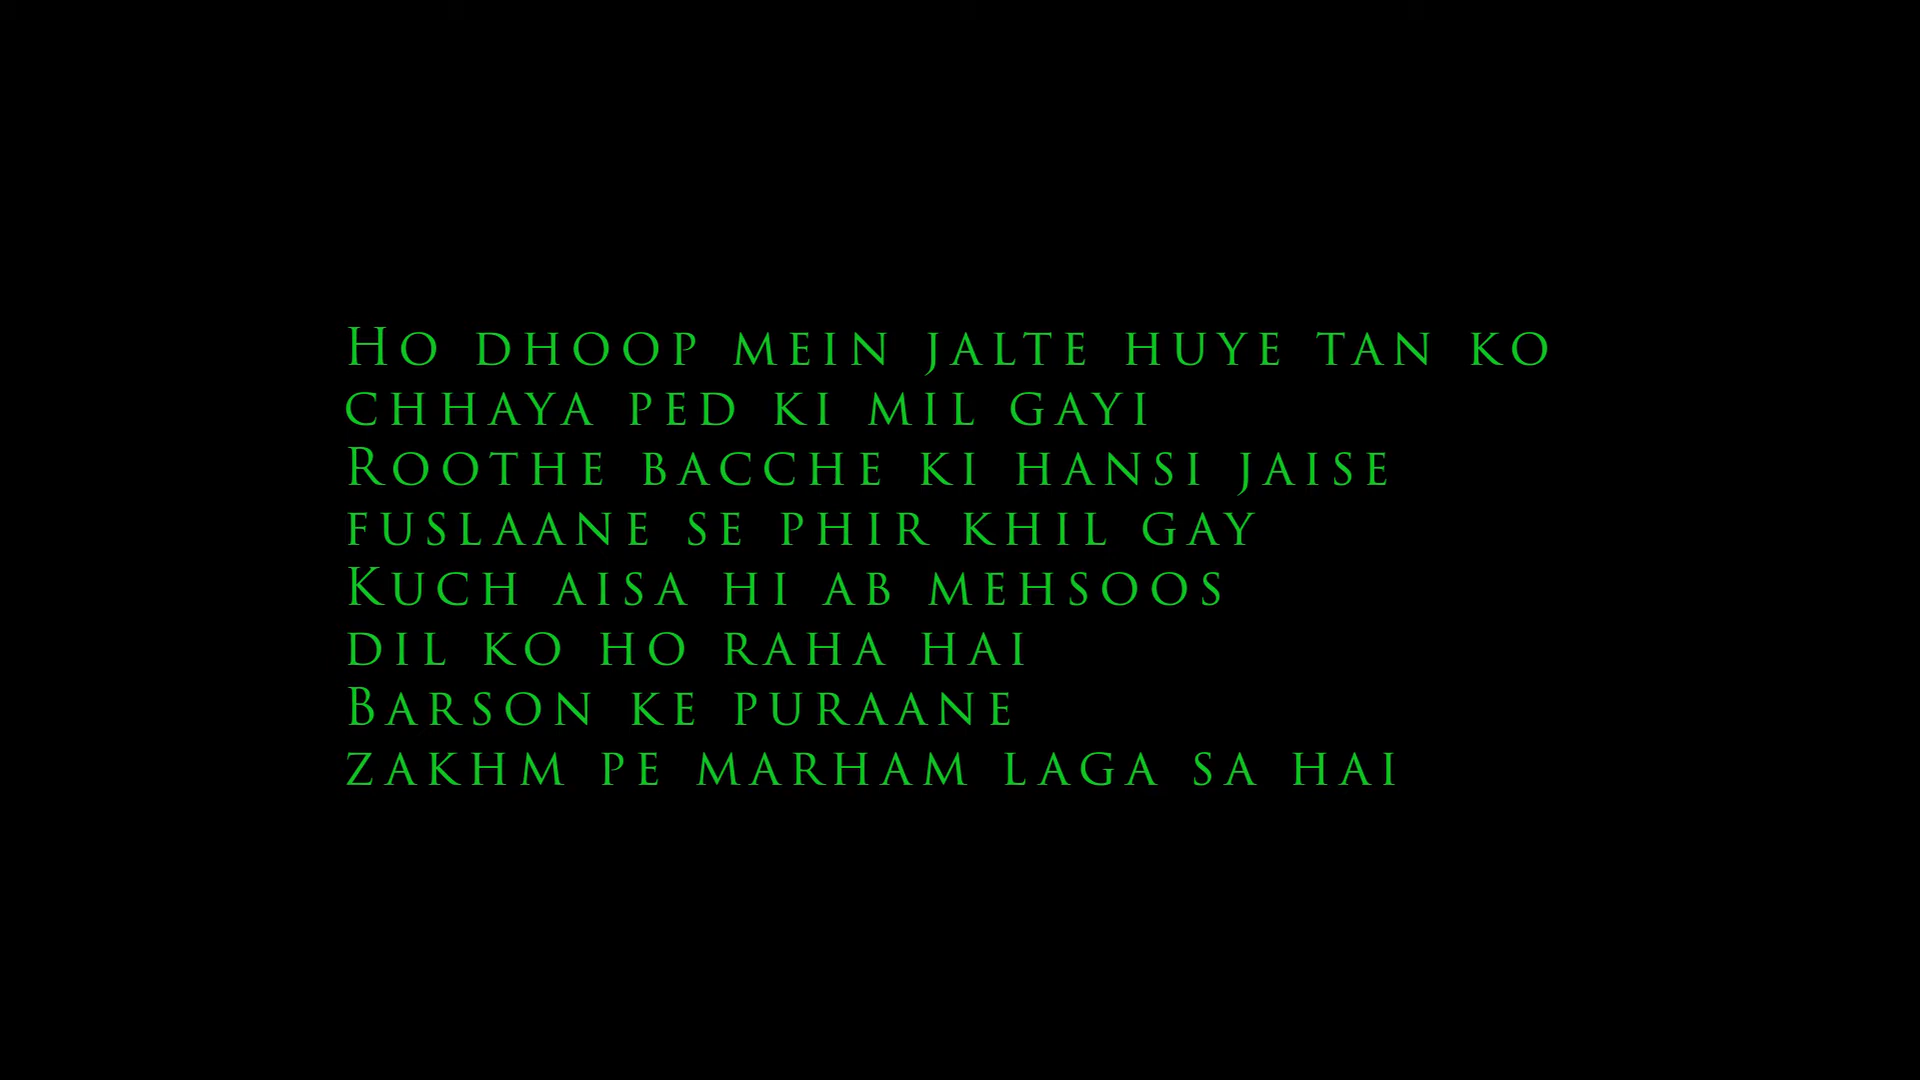 Ho dhoop mein jalte huye tan ko
chhaya ped ki mil gayi
Roothe bacche ki hansi jaise
fuslaane se phir khil gay
Kuch aisa hi ab mehsoos
dil ko ho raha hai
Barson ke puraane
zakhm pe marham laga sa hai